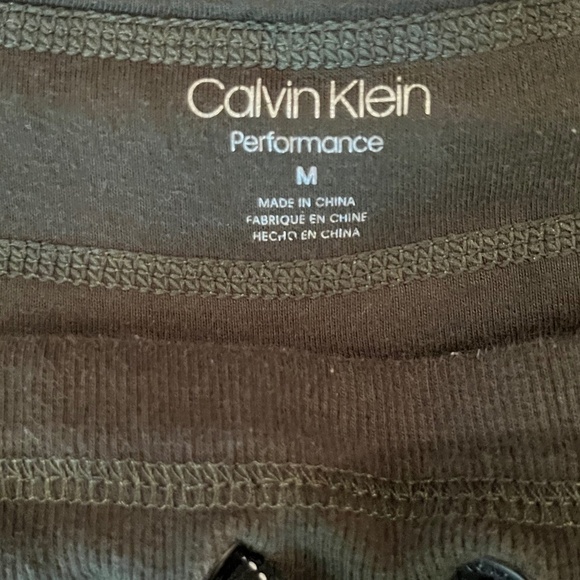 Calvin Klein
Performance
M
MADE IN CHINA
FABRIQUÉ EN CHINE
HECHO EN CHINA